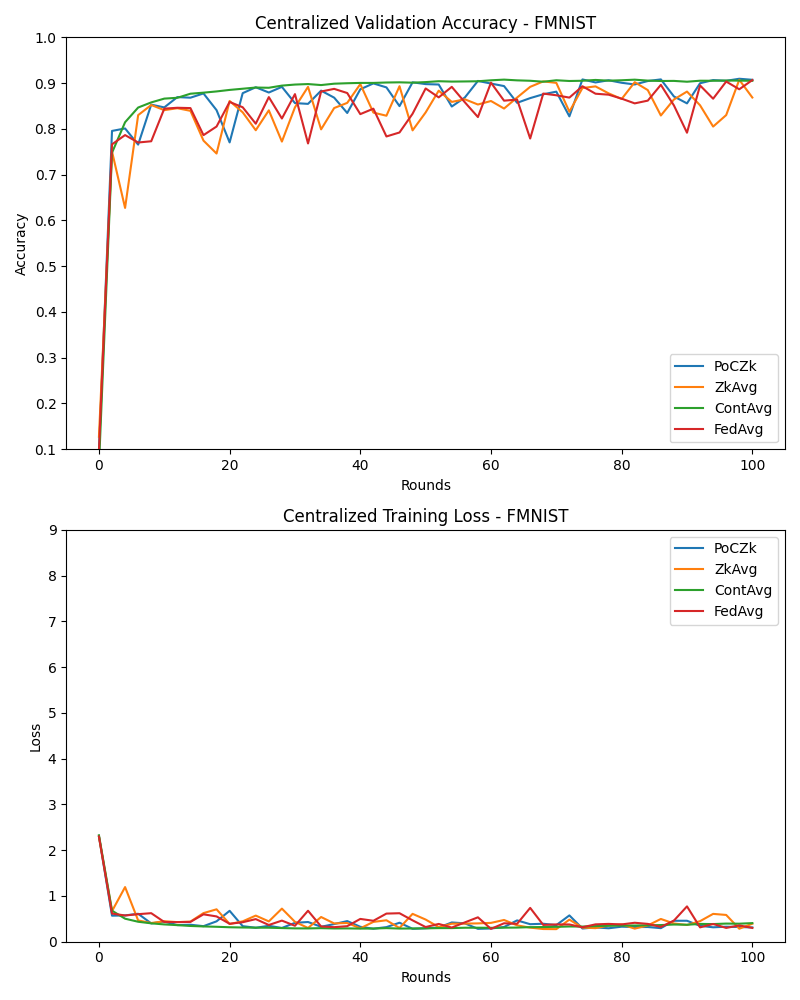 Centralized Validation Accuracy - FMNIST
1.0
0.9
0.8
0.7
0.6
0.5
0.4
0.3
0.2
0.1
Accuracy
PoCZk
ZkAvg
ContAvg
FedAvg
0 20 40 60 80 100
Rounds
Centralized Training Loss - FMNIST
9
8
7
6
5
4
3
2
1
0
Loss
PoCZk
ZkAvg
ContAvg
FedAvg
0 20 40 60 80 100
Rounds